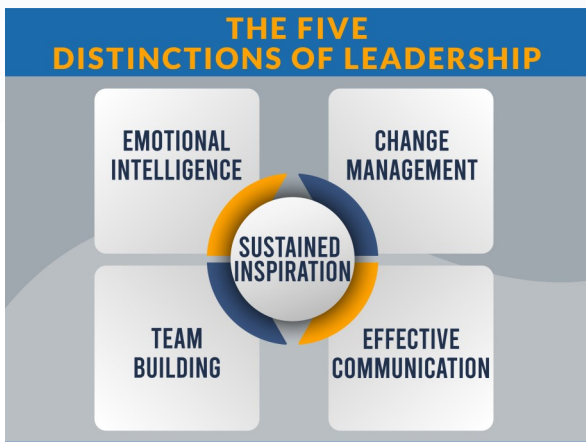 THE FIVE
DISTINCTIONS OF LEADERSHIP
EMOTIONAL
INTELLIGENCE
CHANGE
MANAGEMENT
SUSTAINED
INSPIRATION
TEAM
BUILDING
EFFECTIVE
COMMUNICATION